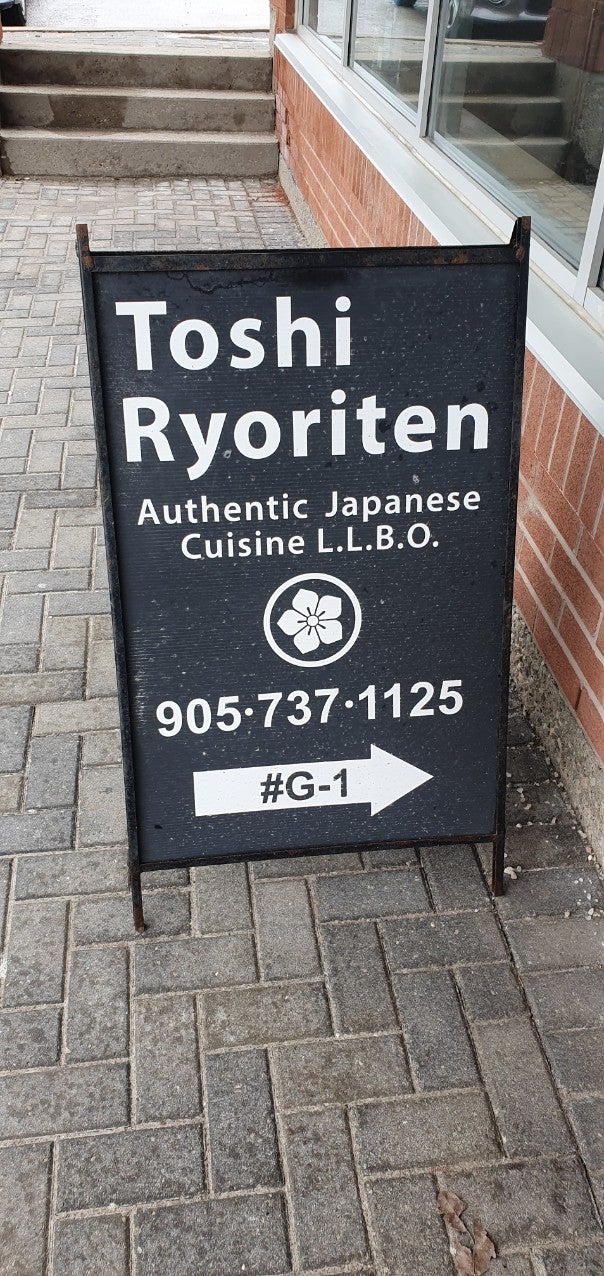 Toshi
Ryoriten
Authentic Japanese
Cuisine L.L.B.O.
905·737·1125
#G-1